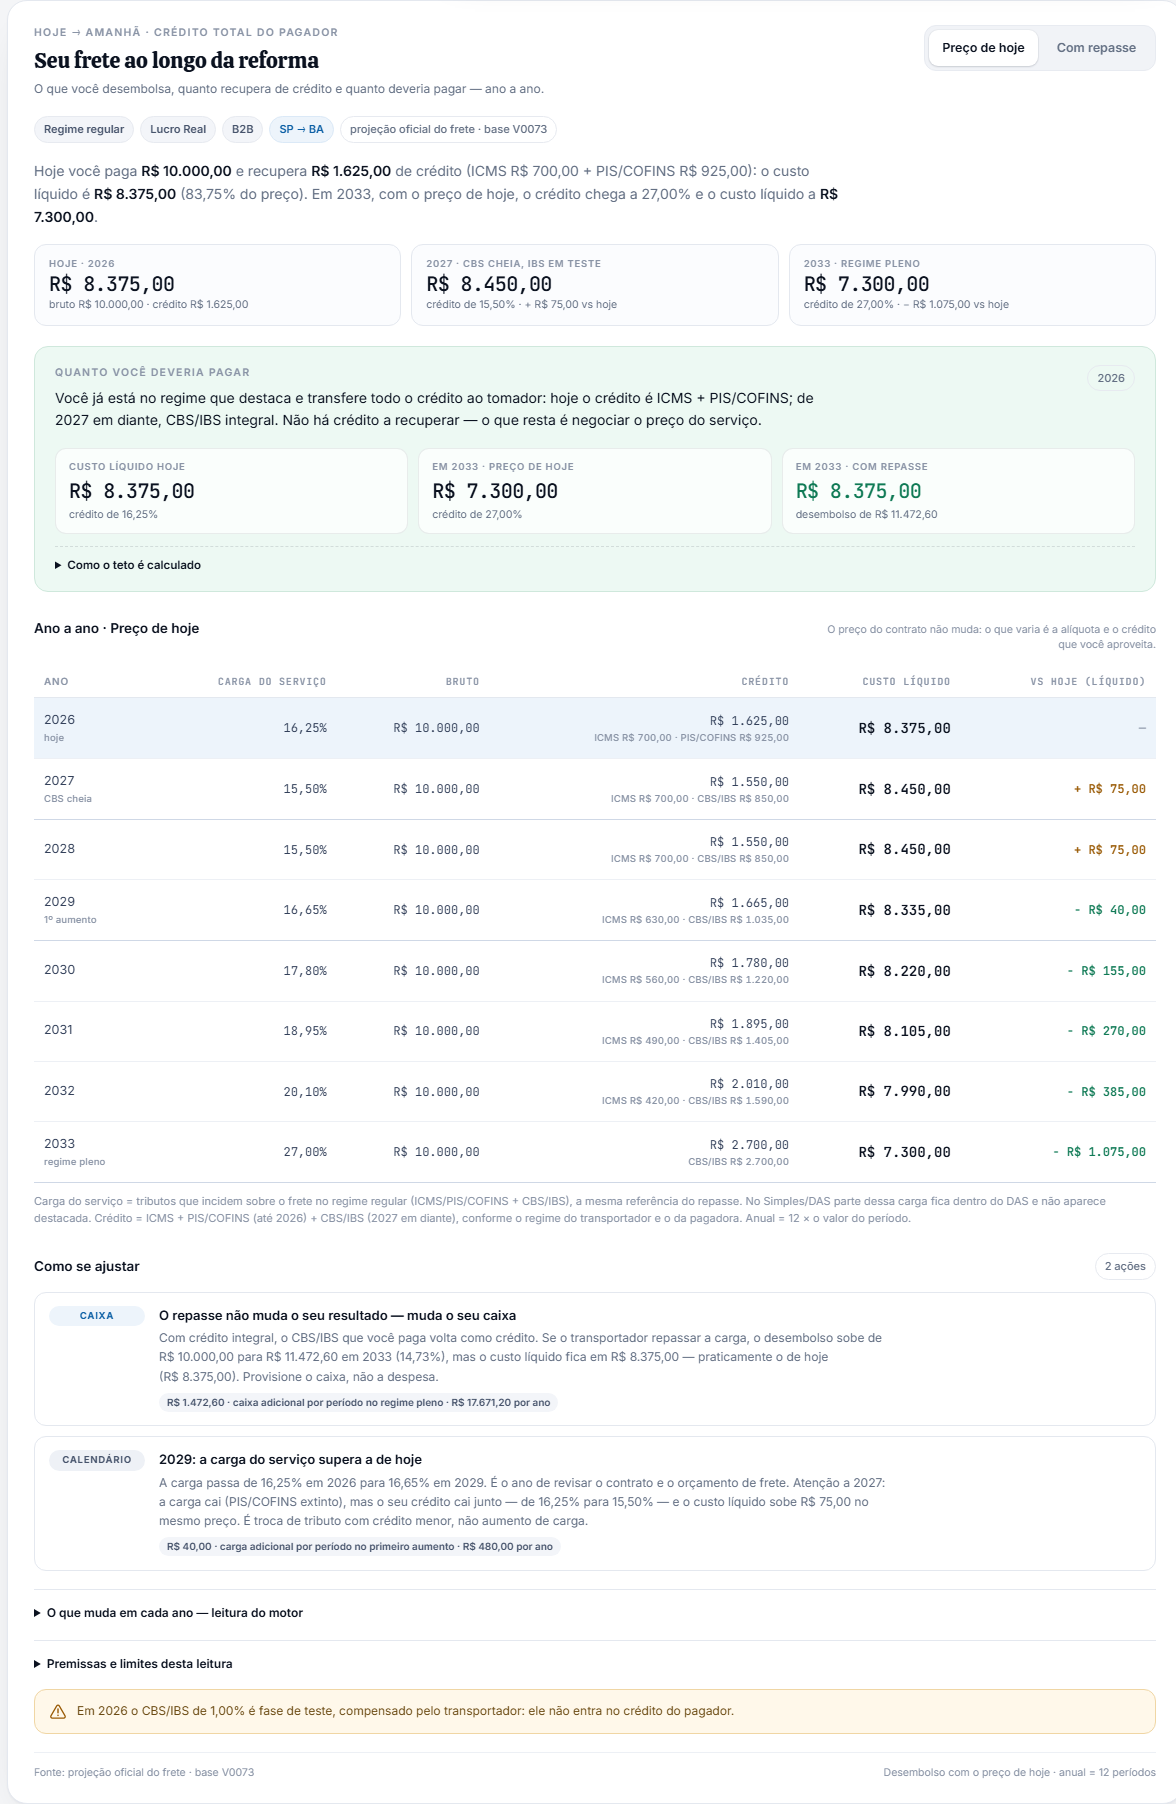 HOJE → AMANHÃ · CRÉDITO TOTAL DO PAGADOR
Seu frete ao longo da reforma
O que você desembolsa, quanto recupera de crédito e quanto deveria pagar — ano a ano.
Preço de hoje
Com repasse
Regime regular
Lucro Real
B2B
SP → BA
projeção oficial do frete · base V0073
Hoje você paga R$ 10.000,00 e recupera R$ 1.625,00 de crédito (ICMS R$ 700,00 + PIS/COFINS R$ 925,00): o custo
líquido é R$ 8.375,00 (83,75% do preço). Em 2033, com o preço de hoje, o crédito chega a 27,00% e o custo líquido a R$
7.300,00.
HOJE · 2026
R$ 8.375,00
bruto R$ 10.000,00 · crédito R$ 1.625,00
2027 · CBS CHEIA, IBS EM TESTE
R$ 8.450,00
crédito de 15,50% · + R$ 75,00 vs hoje
2033 · REGIME PLENO
R$ 7.300,00
crédito de 27,00% · − R$ 1.075,00 vs hoje
QUANTO VOCÊ DEVERIA PAGAR
2026
Você já está no regime que destaca e transfere todo o crédito ao tomador: hoje o crédito é ICMS + PIS/COFINS; de
2027 em diante, CBS/IBS integral. Não há crédito a recuperar — o que resta é negociar o preço do serviço.
CUSTO LÍQUIDO HOJE
R$ 8.375,00
crédito de 16,25%
EM 2033 · PREÇO DE HOJE
R$ 7.300,00
crédito de 27,00%
EM 2033 · COM REPASSE
R$ 8.375,00
desembolso de R$ 11.472,60
▶ Como o teto é calculado
Ano a ano · Preço de hoje
O preço do contrato não muda: o que varia é a alíquota e o crédito
que você aproveita.
ANO CARGA DO SERVIÇO BRUTO CRÉDITO CUSTO LÍQUIDO VS HOJE (LÍQUIDO)
2026 16,25% R$ 10.000,00 R$ 1.625,00 R$ 8.375,00 —
hoje ICMS R$ 700,00 · PIS/COFINS R$ 925,00
2027 15,50% R$ 10.000,00 R$ 1.550,00 R$ 8.450,00 + R$ 75,00
CBS cheia ICMS R$ 700,00 · CBS/IBS R$ 850,00
2028 15,50% R$ 10.000,00 R$ 1.550,00 R$ 8.450,00 + R$ 75,00
ICMS R$ 700,00 · CBS/IBS R$ 850,00
2029 16,65% R$ 10.000,00 R$ 1.665,00 R$ 8.335,00 - R$ 40,00
1º aumento ICMS R$ 630,00 · CBS/IBS R$ 1.035,00
2030 17,80% R$ 10.000,00 R$ 1.780,00 R$ 8.220,00 - R$ 155,00
ICMS R$ 560,00 · CBS/IBS R$ 1.220,00
2031 18,95% R$ 10.000,00 R$ 1.895,00 R$ 8.105,00 - R$ 270,00
ICMS R$ 490,00 · CBS/IBS R$ 1.405,00
2032 20,10% R$ 10.000,00 R$ 2.010,00 R$ 7.990,00 - R$ 385,00
ICMS R$ 420,00 · CBS/IBS R$ 1.590,00
2033 27,00% R$ 10.000,00 R$ 2.700,00 R$ 7.300,00 - R$ 1.075,00
regime pleno CBS/IBS R$ 2.700,00
Carga do serviço = tributos que incidem sobre o frete no regime regular (ICMS/PIS/COFINS + CBS/IBS), a mesma referência do repasse. No Simples/DAS parte dessa carga fica dentro do DAS e não aparece
destacada. Crédito = ICMS + PIS/COFINS (até 2026) + CBS/IBS (2027 em diante), conforme o regime do transportador e o da pagadora. Anual = 12 × o valor do período.
Como se ajustar
2 ações
CAIXA
O repasse não muda o seu resultado — muda o seu caixa
Com crédito integral, o CBS/IBS que você paga volta como crédito. Se o transportador repassar a carga, o desembolso sobe de
R$ 10.000,00 para R$ 11.472,60 em 2033 (14,73%), mas o custo líquido fica em R$ 8.375,00 — praticamente o de hoje
(R$ 8.375,00). Provisione o caixa, não a despesa.
R$ 1.472,60 · caixa adicional por período no regime pleno · R$ 17.671,20 por ano
CALENDÁRIO
2029: a carga do serviço supera a de hoje
A carga passa de 16,25% em 2026 para 16,65% em 2029. É o ano de revisar o contrato e o orçamento de frete. Atenção a 2027:
a carga cai (PIS/COFINS extinto), mas o seu crédito cai junto — de 16,25% para 15,50% — e o custo líquido sobe R$ 75,00 no
mesmo preço. É troca de tributo com crédito menor, não aumento de carga.
R$ 40,00 · carga adicional por período no primeiro aumento · R$ 480,00 por ano
▶ O que muda em cada ano — leitura do motor
▶ Premissas e limites desta leitura
Em 2026 o CBS/IBS de 1,00% é fase de teste, compensado pelo transportador: ele não entra no crédito do pagador.
Fonte: projeção oficial do frete · base V0073
Desembolso com o preço de hoje · anual = 12 períodos